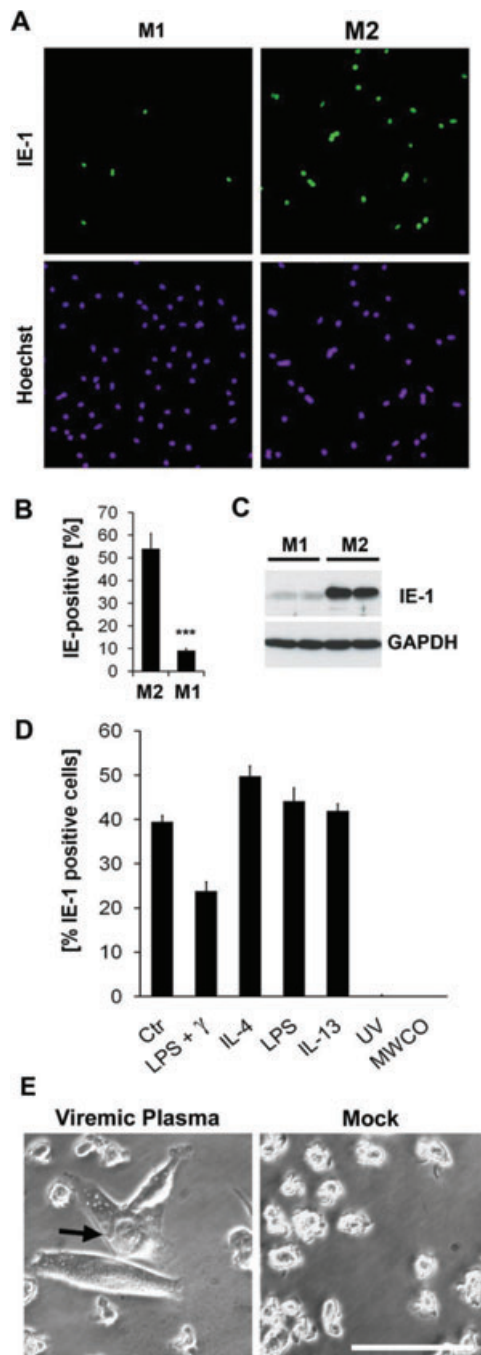 A
M1 M2
IE-1
Hoechst
B
IE-positive [%]
70
60
50
40
30
20
10
0
***
M2 M1
C
M1 M2
IE-1
GAPDH
D
[% IE-1 positive cells]
60
50
40
30
20
10
0
Ctr
LPS + γ
IL-4
LPS
IL-13
UV
MWCO
E
Viremic Plasma Mock